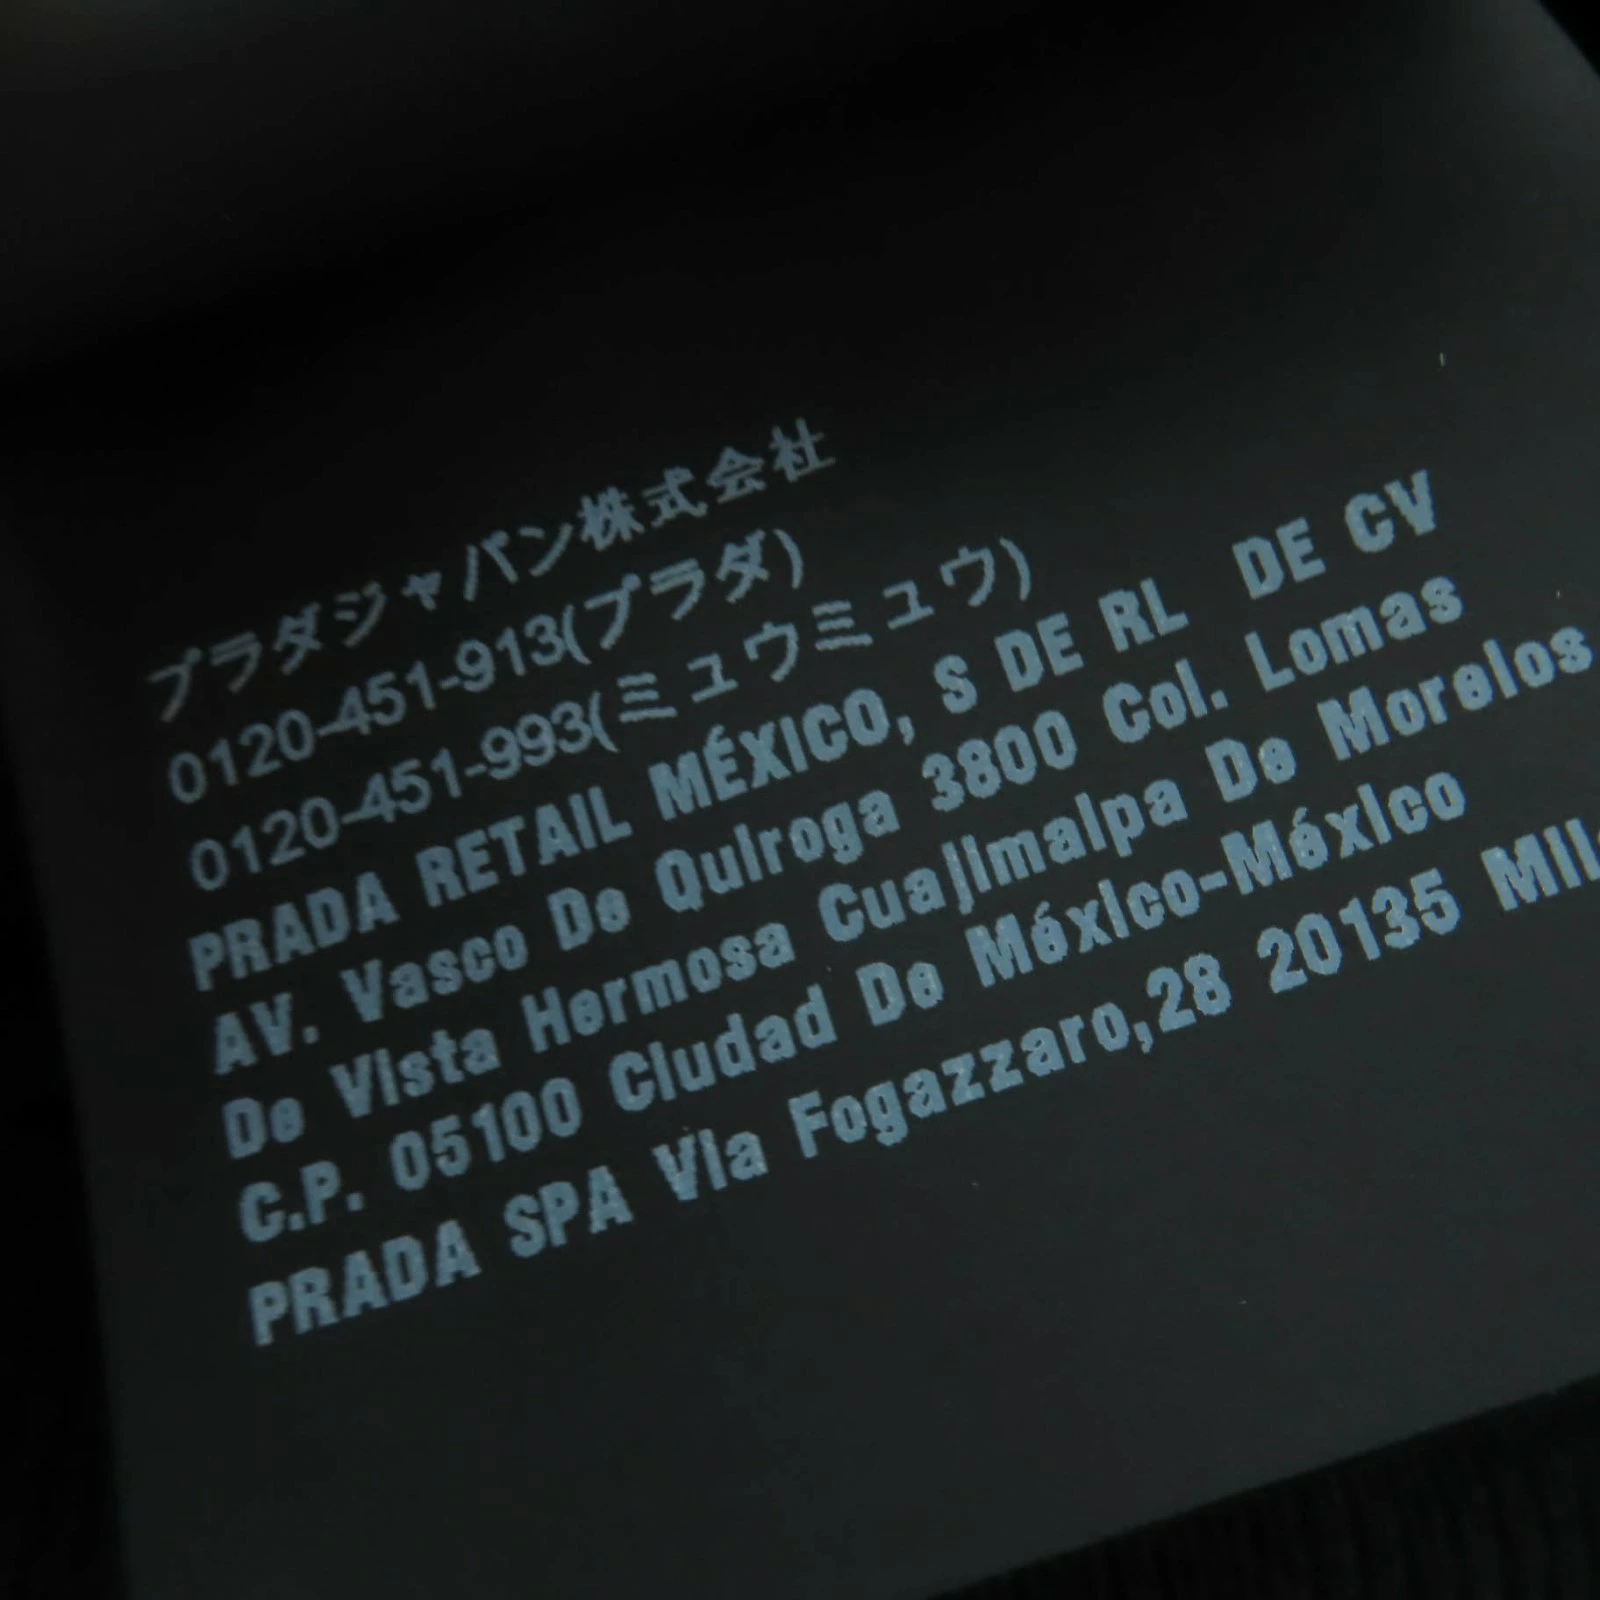 プラダジャパン株式会社
0120-451-913(プラダ)
0120-451-993(ミュウミュウ)
PRADA RETAIL MÉXICO, S DE RL DE CV
AV. Vasco De Quiroga 3800 Col. Lomas
De Vista Hermosa Cuajimalpa De Morelos
C.P. 05100 Ciudad De México-México
PRADA SPA Via Fogazzaro,28 20135